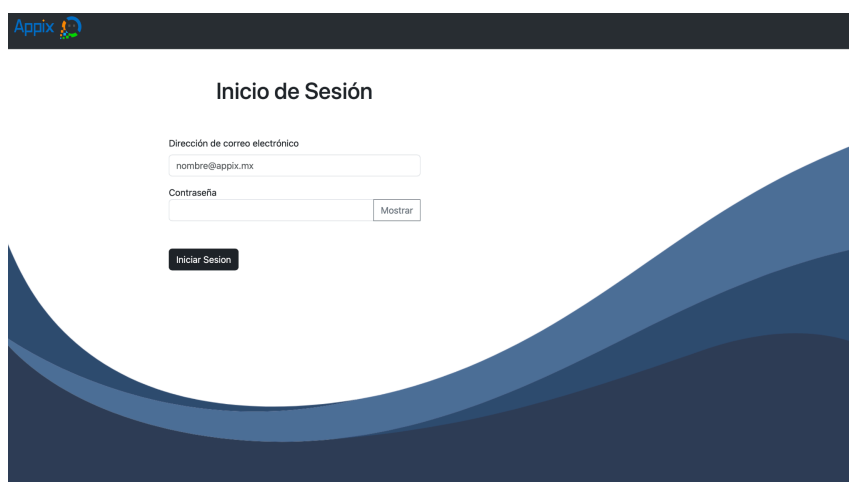 Appix
Inicio de Sesión
Dirección de correo electrónico
nombre@appix.mx
Contraseña
Mostrar
Iniciar Sesion